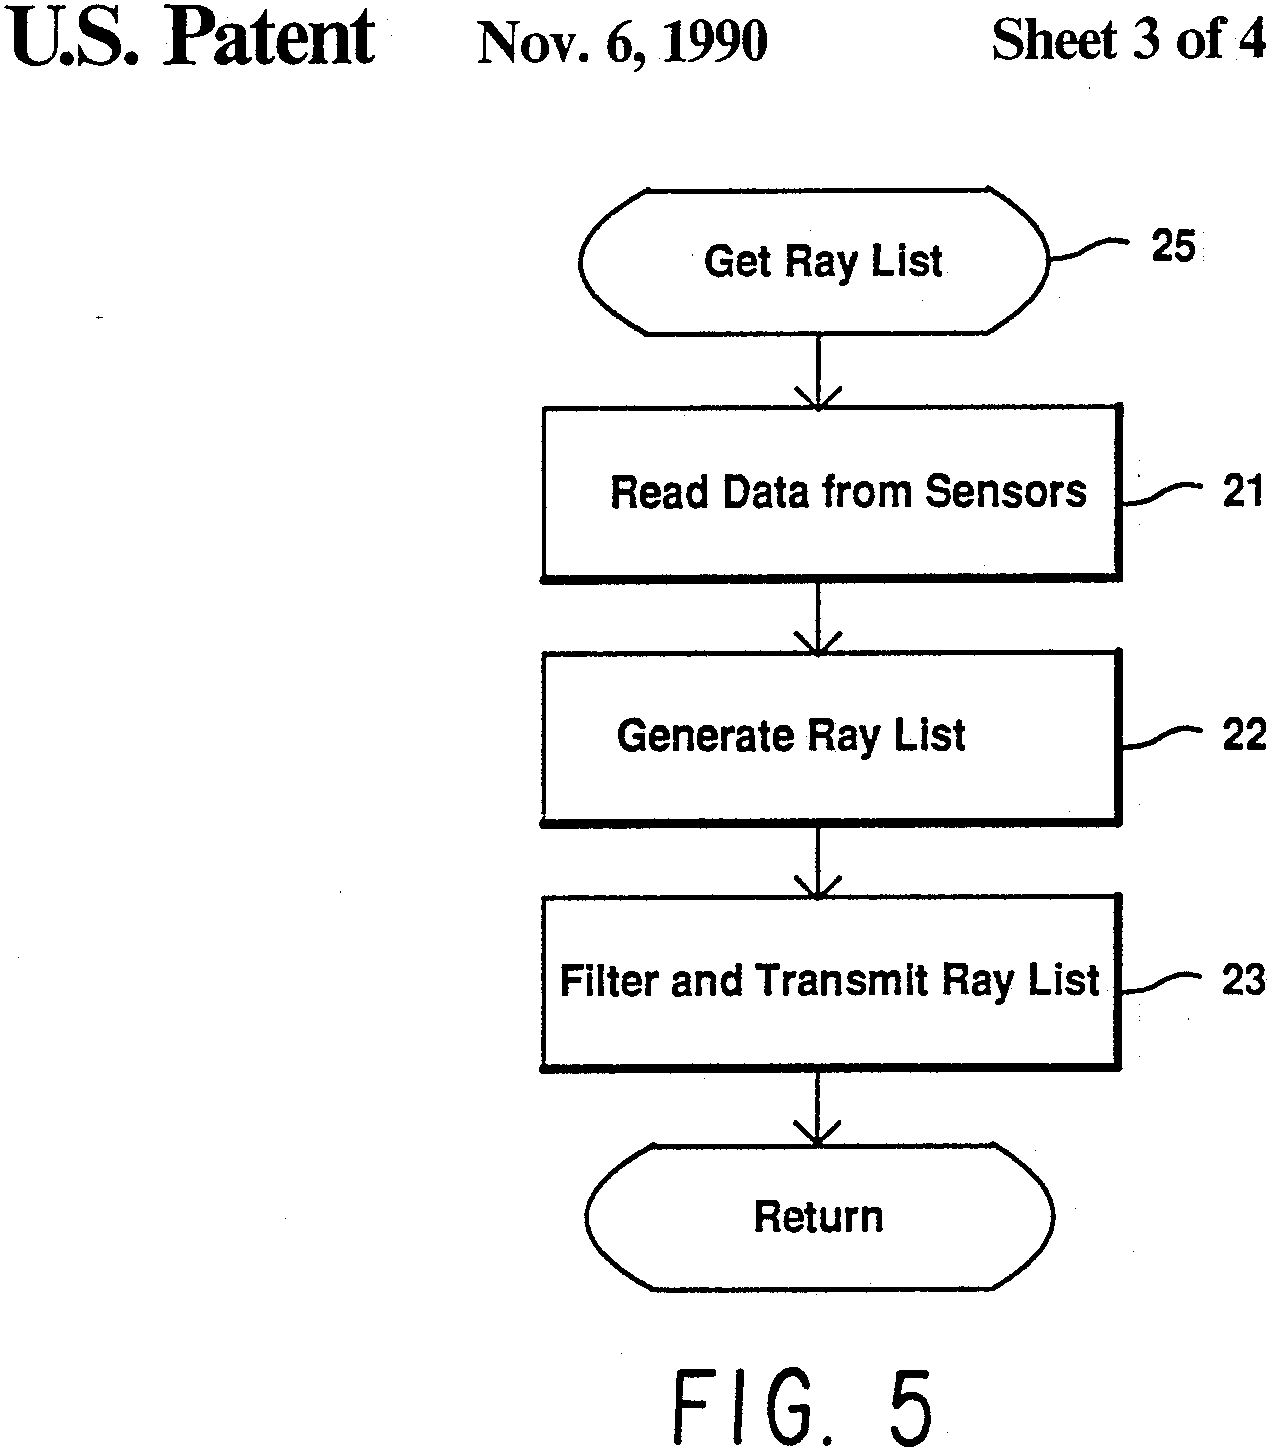 U.S. Patent Nov. 6, 1990 Sheet 3 of 4
Get Ray List 25
Read Data from Sensors 21
Generate Ray List 22
Filter and Transmit Ray List 23
Return
FIG. 5